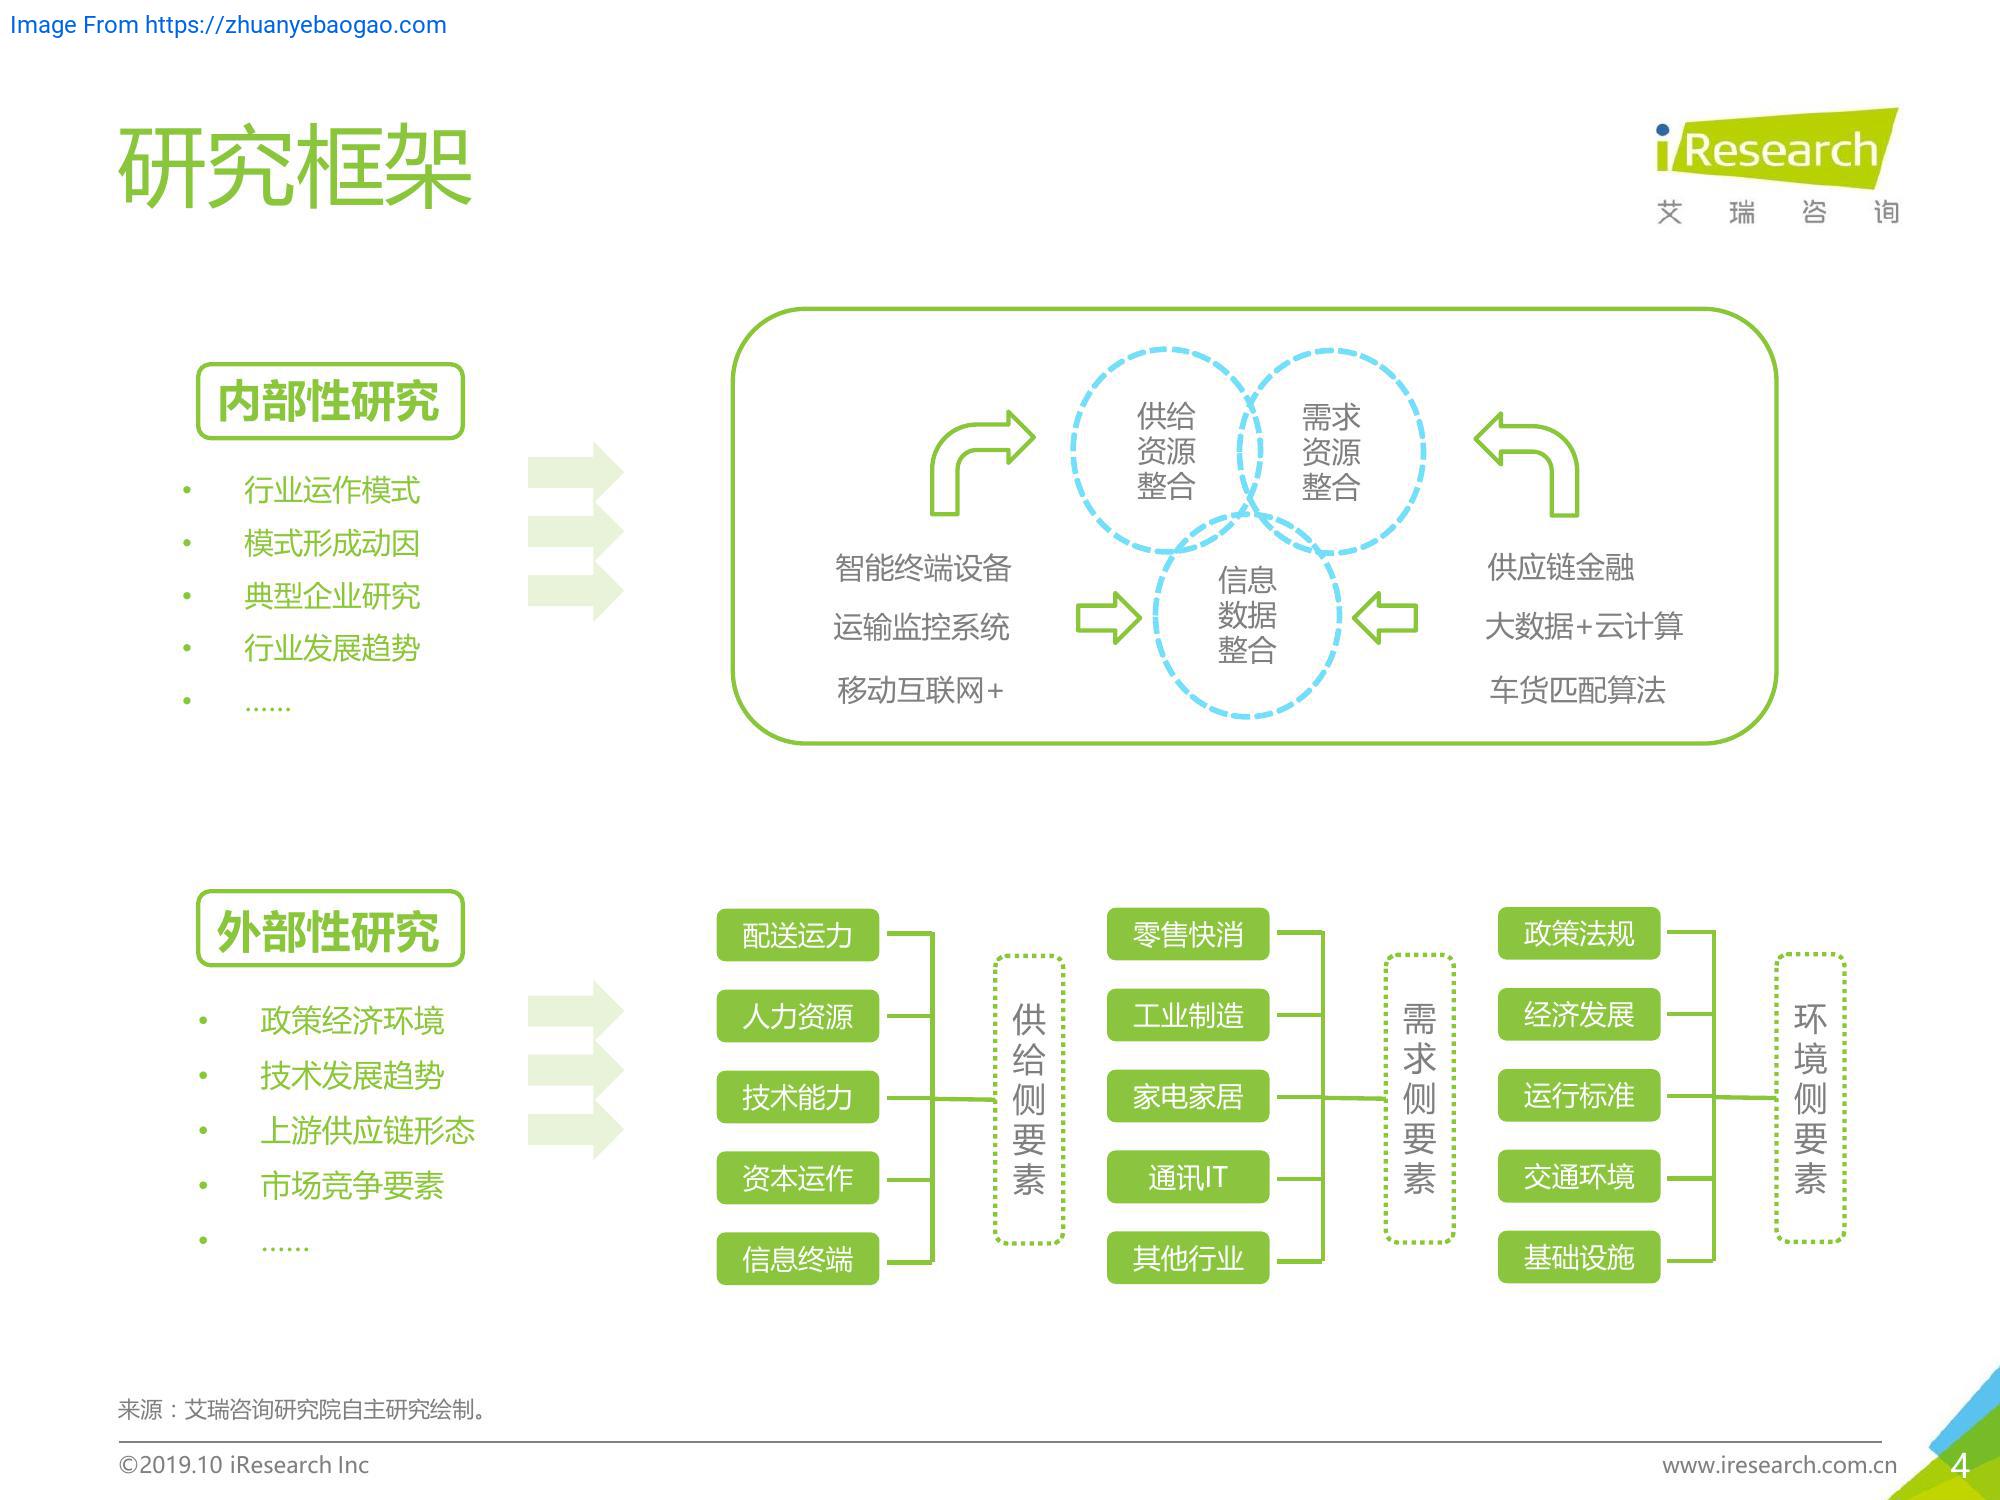 Image From https://zhuanyebaogao.com
研究框架
iResearch
艾瑞咨询
内部性研究
• 行业运作模式
• 模式形成动因
• 典型企业研究
• 行业发展趋势
• ......
供给
资源
整合
需求
资源
整合
信息
数据
整合
智能终端设备
运输监控系统
移动互联网+
供应链金融
大数据+云计算
车货匹配算法
外部性研究
• 政策经济环境
• 技术发展趋势
• 上游供应链形态
• 市场竞争要素
• ......
配送运力
人力资源
技术能力
资本运作
信息终端
供给侧要素
零售快消
工业制造
家电家居
通讯IT
其他行业
需求侧要素
政策法规
经济发展
运行标准
交通环境
基础设施
环境侧要素
来源：艾瑞咨询研究院自主研究绘制。
©2019.10 iResearch Inc
www.iresearch.com.cn
4